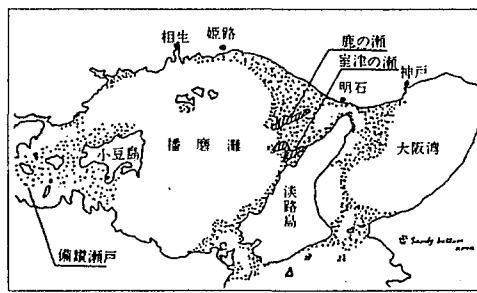 相生
姫路
鹿の瀬
室津の瀬
神戸
明石
小豆島
播磨灘
大阪湾
淡路島
備讃瀬戸
Sandy bottom
area